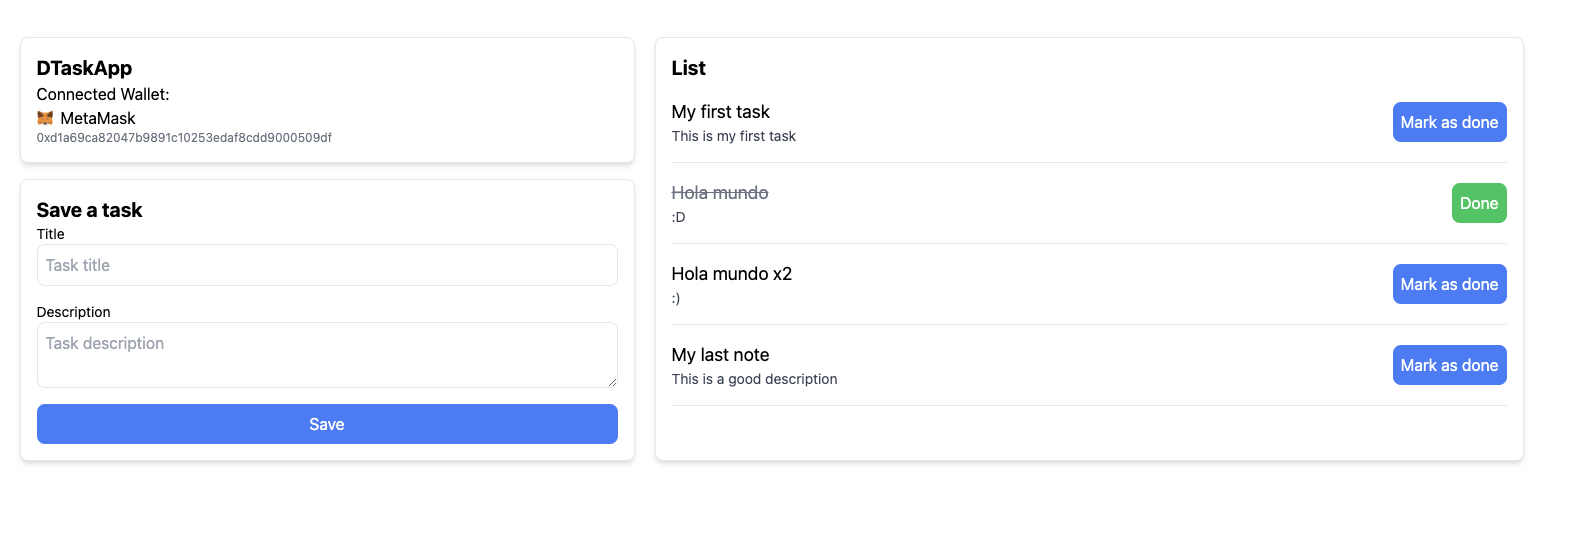 DTaskApp
Connected Wallet:
MetaMask
0xd1a69ca82047b9891c10253edaf8cdd9000509df
Save a task
Title
Task title
Description
Task description
Save
List
My first task
This is my first task
Mark as done
Hola mundo
:D
Done
Hola mundo x2
:)
Mark as done
My last note
This is a good description
Mark as done